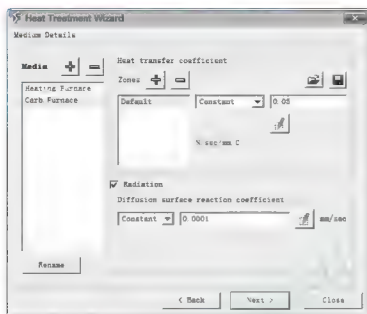 Heat Treatment Wizard
Medium Details
Media
Heat transfer coefficient
Zones
Heating Furnace
Carb Furnace
Default
Constant
0.08
N/sec/mm C
Radiation
Diffusion surface reaction coefficient
Constant
0.0001
mm/sec
Rename
< Back
Next >
Close